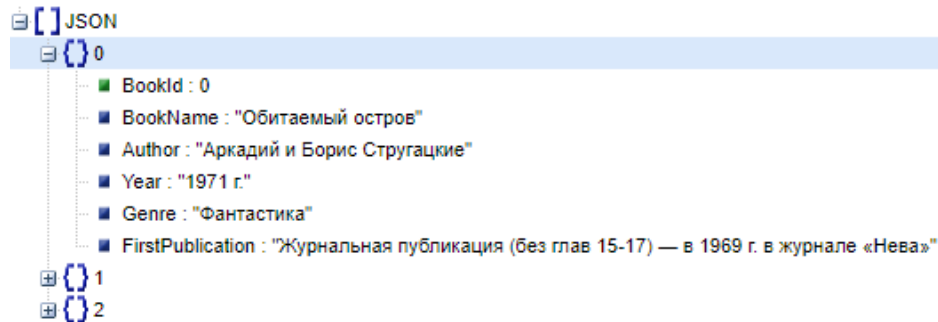 [ ] JSON
{ } 0
BookId : 0
BookName : "Обитаемый остров"
Author : "Аркадий и Борис Стругацкие"
Year : "1971 г."
Genre : "Фантастика"
FirstPublication : "Журнальная публикация (без глав 15-17) — в 1969 г. в журнале «Нева»"
{ } 1
{ } 2